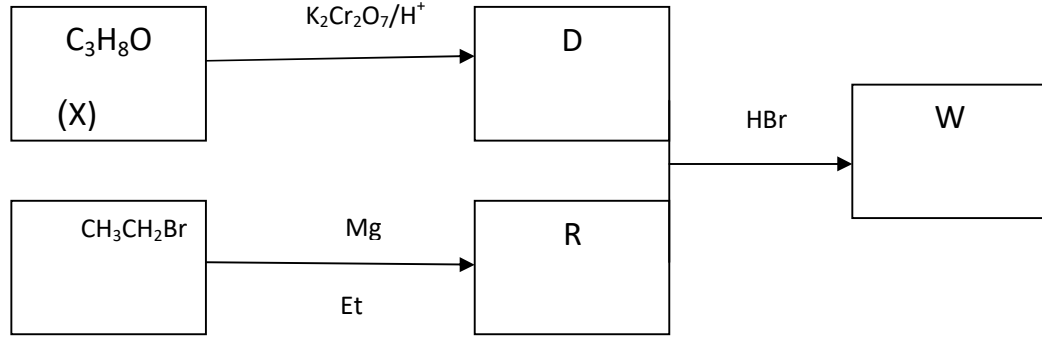 C₃H₈O
(X)
K₂Cr₂O₇/H⁺
D
HBr
W
CH₃CH₂Br
Mg
Et
R